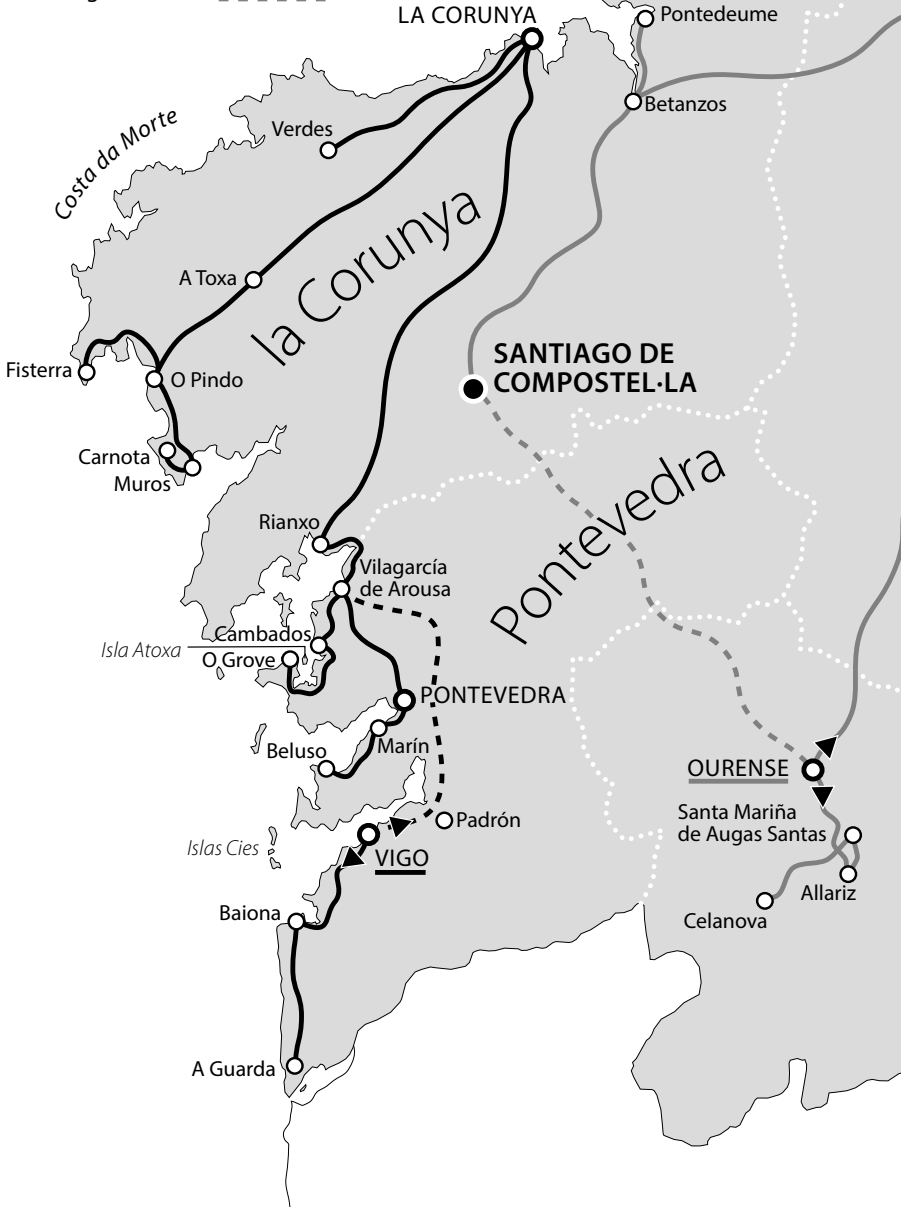 LA CORUNYA
Pontedeume
Betanzos
Verdes
Costa da Morte
A Toxa
la Corunya
Fisterra
O Pindo
SANTIAGO DE
COMPOSTEL·LA
Carnota
Muros
Pontevedra
Rianxo
Vilagarcía
de Arousa
Cambados
Isla Atoxa
O Grove
PONTEVEDRA
Marín
Beluso
OURENSE
Santa Mariña
de Augas Santas
Padrón
Islas Cies
VIGO
Allariz
Celanova
Baiona
A Guarda